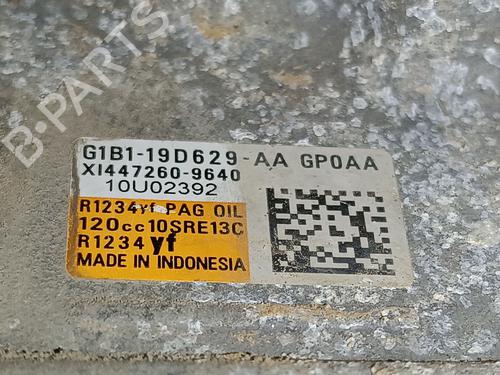 B-PARTS
G1B1-19D629-AA GP0AA
XI447260-9640
10U02392
R1234yf PAG OIL
120cc10SRE13C
R1234yf
MADE IN INDONESIA